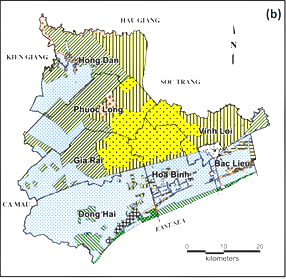 (b)
HAU GIANG
N
KIEN GIANG
Hong Dan
SOC TRANG
Phuoc Long
Vinh Loi
Gia Rai
Bac Lieu
Hoa Binh
CA MAU
Dong Hai
EAST SEA
0 10 20
kilometers